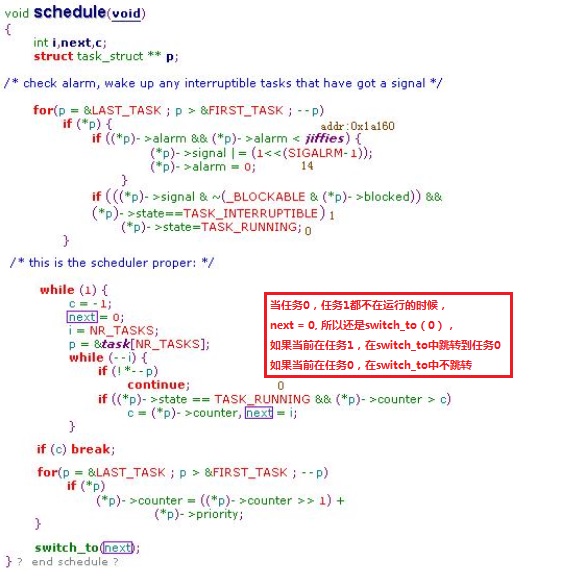 void schedule(void)
{
int i,next,c;
struct task_struct ** p;
/* check alarm, wake up any interruptible tasks that have got a signal */
for(p = &LAST_TASK ; p > &FIRST_TASK ; --p)
if (*p) {
addr:0x1a160
if ((*p)->alarm && (*p)->alarm < jiffies) {
(*p)->signal |= (1<<(SIGALRM-1));
(*p)->alarm = 0; 14
}
if (((*p)->signal & ~(_BLOCKABLE & (*p)->blocked)) &&
(*p)->state==TASK_INTERRUPTIBLE) 1
(*p)->state=TASK_RUNNING; 0
}
/* this is the scheduler proper: */
while (1) {
c = -1;
next = 0;
i = NR_TASKS;
p = &task[NR_TASKS];
while (--i) {
if (!*--p)
continue; 0
if ((*p)->state == TASK_RUNNING && (*p)->counter > c)
c = (*p)->counter, next = i;
}
if (c) break;
for(p = &LAST_TASK ; p > &FIRST_TASK ; --p)
if (*p)
(*p)->counter = ((*p)->counter >> 1) +
(*p)->priority;
}
switch_to(next);
} ? end schedule ?
当任务0，任务1都不在运行的时候，
next = 0, 所以还是switch_to（0），
如果当前在任务1，在switch_to中跳转到任务0
如果当前在任务0，在switch_to中不跳转